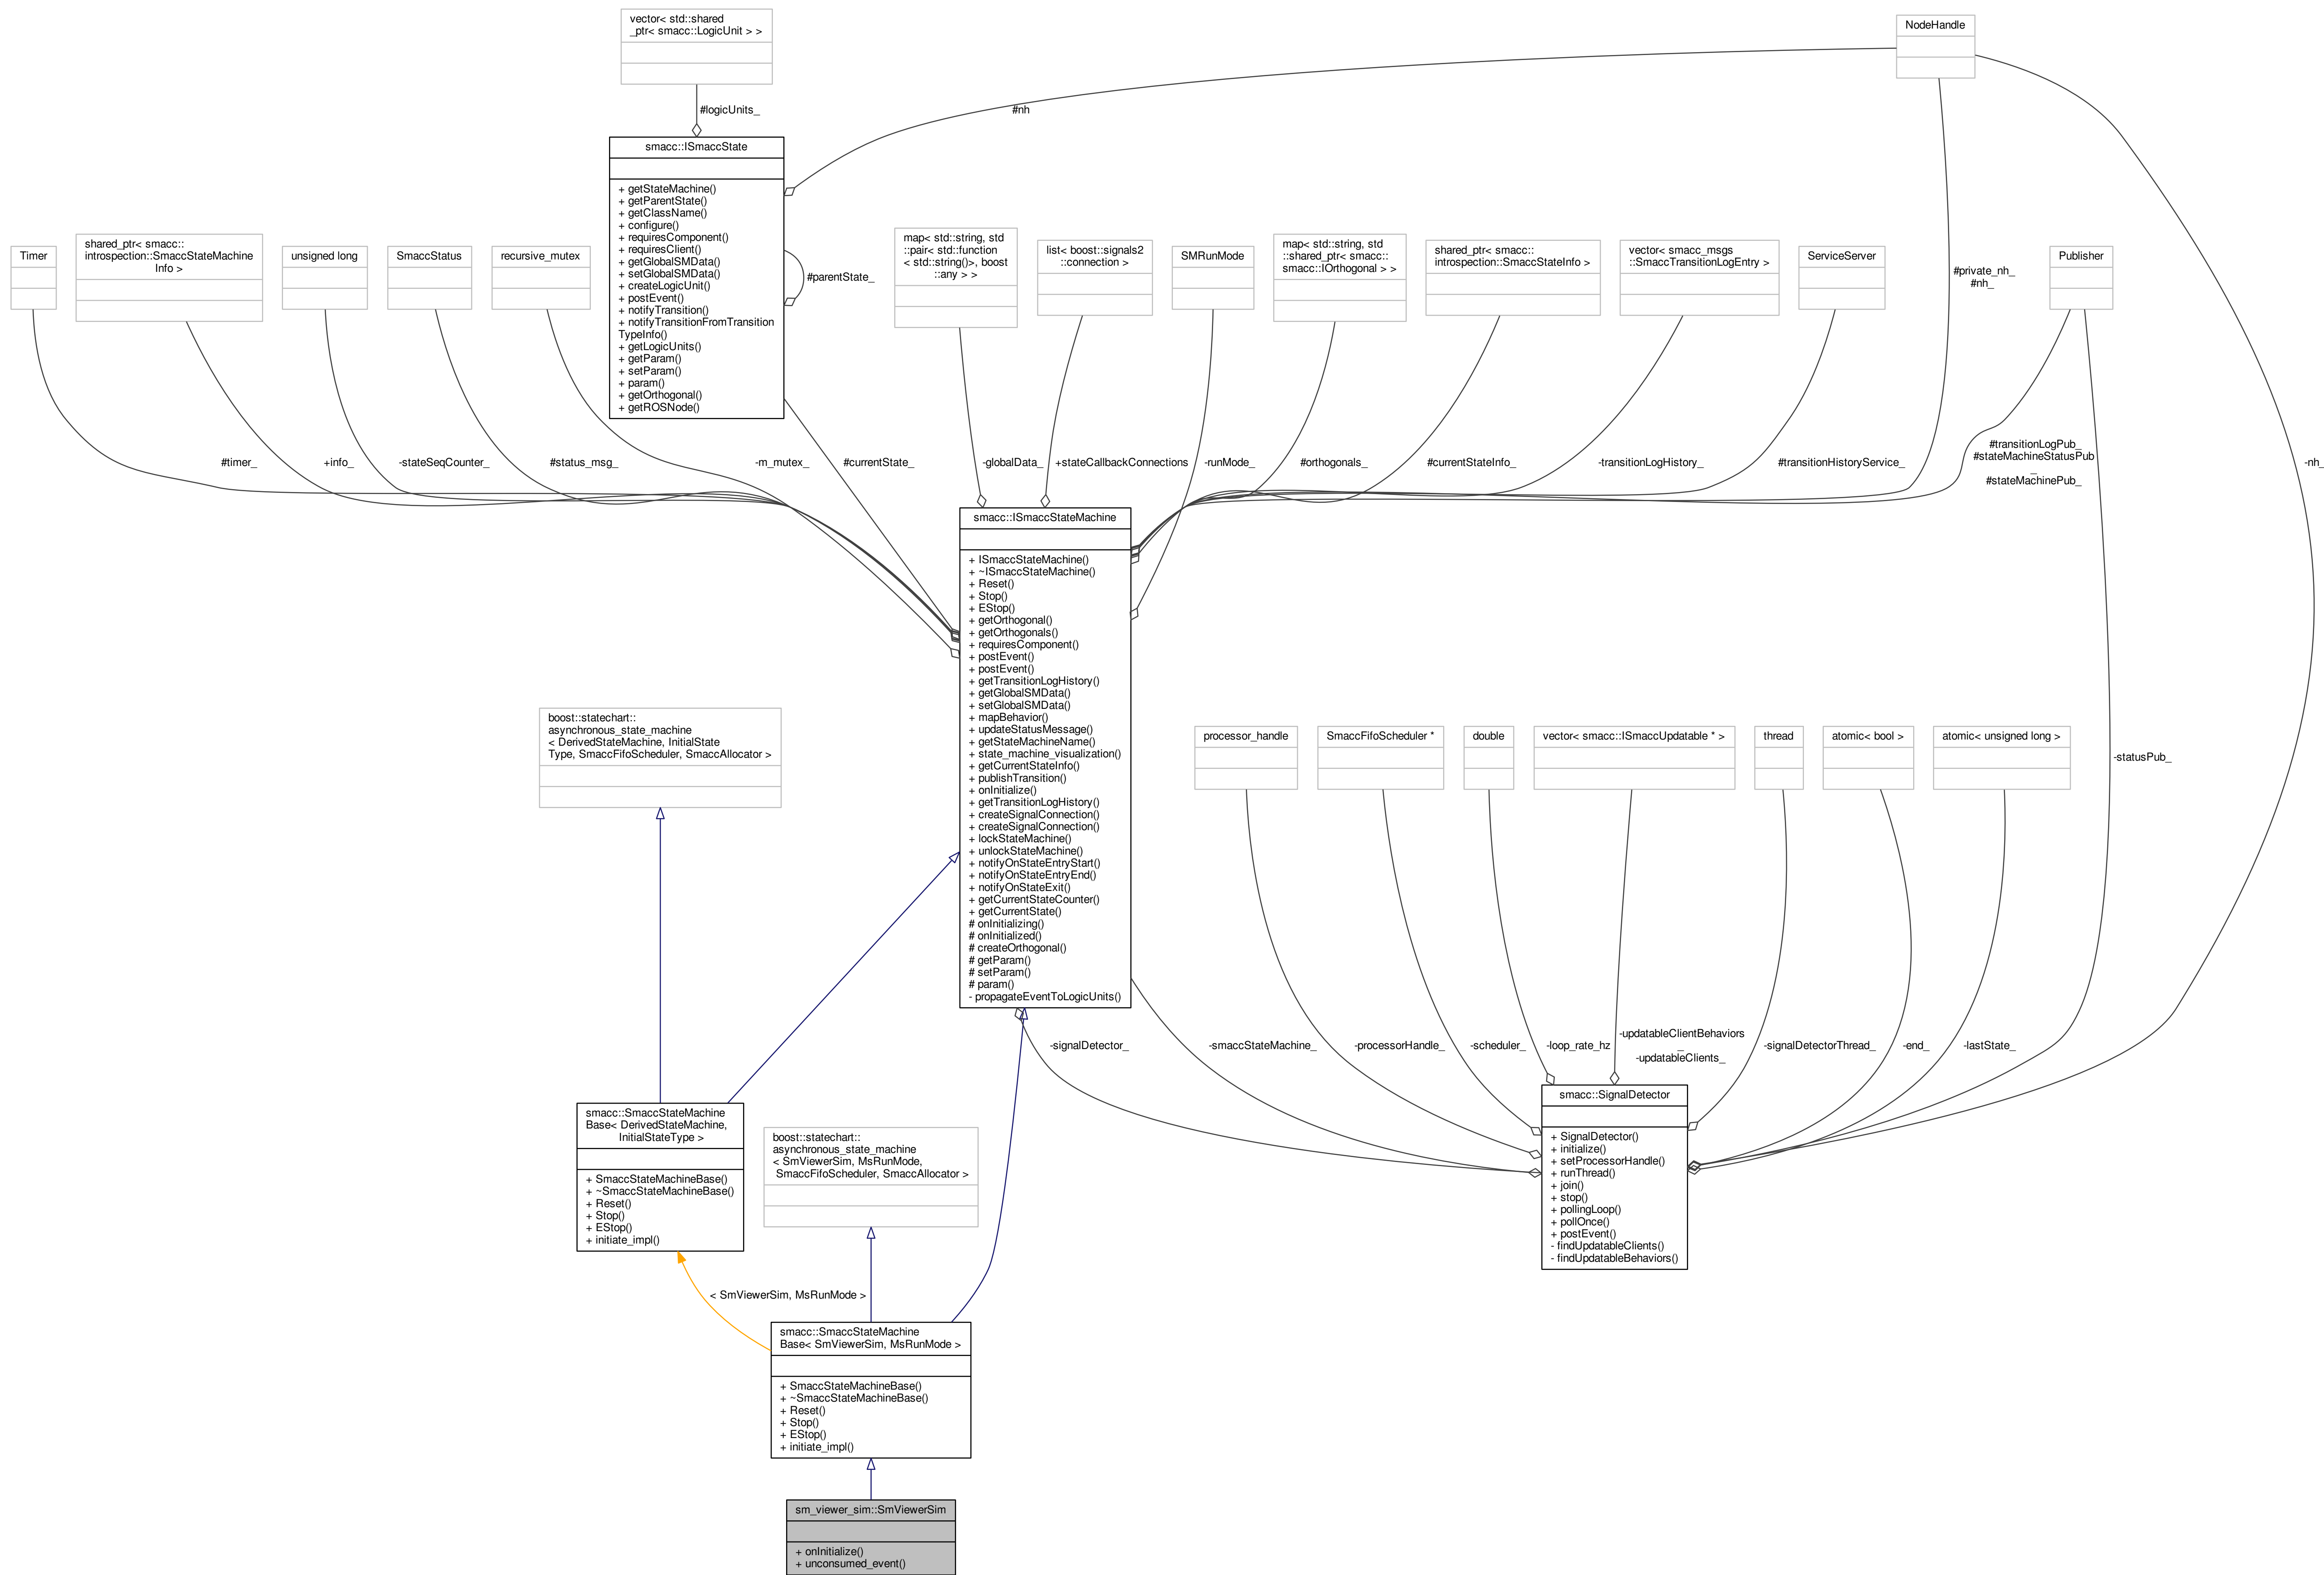 vector< std::shared
_ptr< smacc::LogicUnit > >
NodeHandle
#logicUnits_
#nh
smacc::ISmaccState
+ getStateMachine()
+ getParentState()
+ getClassName()
+ configure()
+ requiresComponent()
+ requiresClient()
+ getGlobalSMData()
+ setGlobalSMData()
+ createLogicUnit()
+ postEvent()
+ notifyTransition()
+ notifyTransitionFromTransition
TypeInfo()
+ getLogicUnits()
+ getParam()
+ setParam()
+ param()
+ getOrthogonal()
+ getROSNode()
#parentState_
Timer
shared_ptr< smacc::
introspection::SmaccStateMachine
Info >
unsigned long
SmaccStatus
recursive_mutex
map< std::string, std
::pair< std::function
< std::string()>, boost
::any > >
list< boost::signals2
::connection >
SMRunMode
map< std::string, std
::shared_ptr< smacc::
smacc::IOrthogonal > >
shared_ptr< smacc::
introspection::SmaccStateInfo >
vector< smacc_msgs
::SmaccTransitionLogEntry >
ServiceServer
#private_nh_
#nh_
Publisher
#timer_
+info_
-stateSeqCounter_
#status_msg_
-m_mutex_
#currentState_
-globalData_
+stateCallbackConnections
-runMode_
#orthogonals_
#currentStateInfo_
-transitionLogHistory_
#transitionHistoryService_
#transitionLogPub_
#stateMachineStatusPub
_
#stateMachinePub_
-nh_
smacc::ISmaccStateMachine
+ ISmaccStateMachine()
+ ~ISmaccStateMachine()
+ Reset()
+ Stop()
+ EStop()
+ getOrthogonal()
+ getOrthogonals()
+ requiresComponent()
+ postEvent()
+ postEvent()
+ getTransitionLogHistory()
+ getGlobalSMData()
+ setGlobalSMData()
+ mapBehavior()
+ updateStatusMessage()
+ getStateMachineName()
+ state_machine_visualization()
+ getCurrentStateInfo()
+ publishTransition()
+ onInitialize()
+ getTransitionLogHistory()
+ createSignalConnection()
+ createSignalConnection()
+ lockStateMachine()
+ unlockStateMachine()
+ notifyOnStateEntryStart()
+ notifyOnStateEntryEnd()
+ notifyOnStateExit()
+ getCurrentStateCounter()
+ getCurrentState()
# onInitializing()
# onInitialized()
# createOrthogonal()
# getParam()
# setParam()
# param()
- propagateEventToLogicUnits()
boost::statechart::
asynchronous_state_machine
< DerivedStateMachine, InitialState
Type, SmaccFifoScheduler, SmaccAllocator >
processor_handle
SmaccFifoScheduler *
double
vector< smacc::ISmaccUpdatable * >
thread
atomic< bool >
atomic< unsigned long >
-statusPub_
-signalDetector_
-smaccStateMachine_
-processorHandle_
-scheduler_
-loop_rate_hz
-updatableClientBehaviors
_
-updatableClients_
-signalDetectorThread_
-end_
-lastState_
smacc::SignalDetector
+ SignalDetector()
+ initialize()
+ setProcessorHandle()
+ runThread()
+ join()
+ stop()
+ pollingLoop()
+ pollOnce()
+ postEvent()
- findUpdatableClients()
- findUpdatableBehaviors()
smacc::SmaccStateMachine
Base< DerivedStateMachine,
InitialStateType >
+ SmaccStateMachineBase()
+ ~SmaccStateMachineBase()
+ Reset()
+ Stop()
+ EStop()
+ initiate_impl()
boost::statechart::
asynchronous_state_machine
< SmViewerSim, MsRunMode,
SmaccFifoScheduler, SmaccAllocator >
< SmViewerSim, MsRunMode >
smacc::SmaccStateMachine
Base< SmViewerSim, MsRunMode >
+ SmaccStateMachineBase()
+ ~SmaccStateMachineBase()
+ Reset()
+ Stop()
+ EStop()
+ initiate_impl()
sm_viewer_sim::SmViewerSim
+ onInitialize()
+ unconsumed_event()